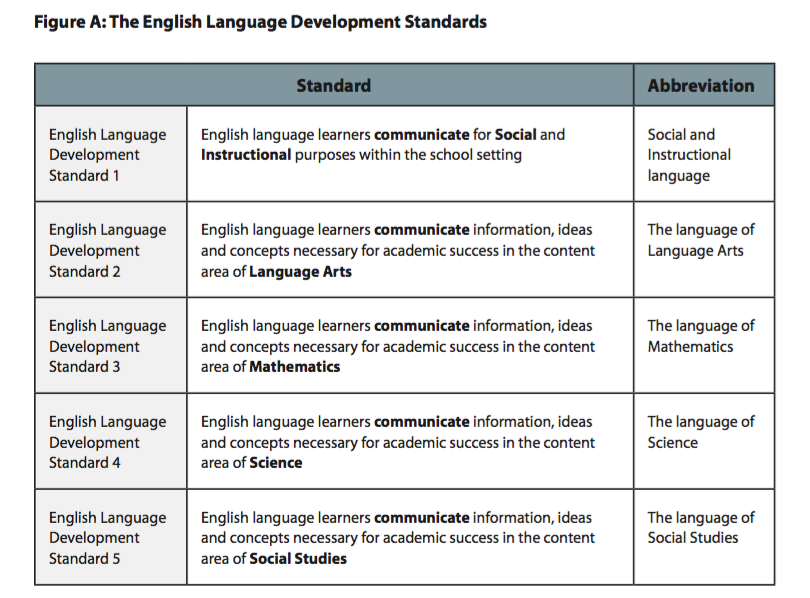 Figure A: The English Language Development Standards
Standard
Abbreviation
English Language
Development
Standard 1
English language learners communicate for Social and
Instructional purposes within the school setting
Social and
Instructional
language
English Language
Development
Standard 2
English language learners communicate information, ideas
and concepts necessary for academic success in the content
area of Language Arts
The language of
Language Arts
English Language
Development
Standard 3
English language learners communicate information, ideas
and concepts necessary for academic success in the content
area of Mathematics
The language of
Mathematics
English Language
Development
Standard 4
English language learners communicate information, ideas
and concepts necessary for academic success in the content
area of Science
The language of
Science
English Language
Development
Standard 5
English language learners communicate information, ideas
and concepts necessary for academic success in the content
area of Social Studies
The language of
Social Studies